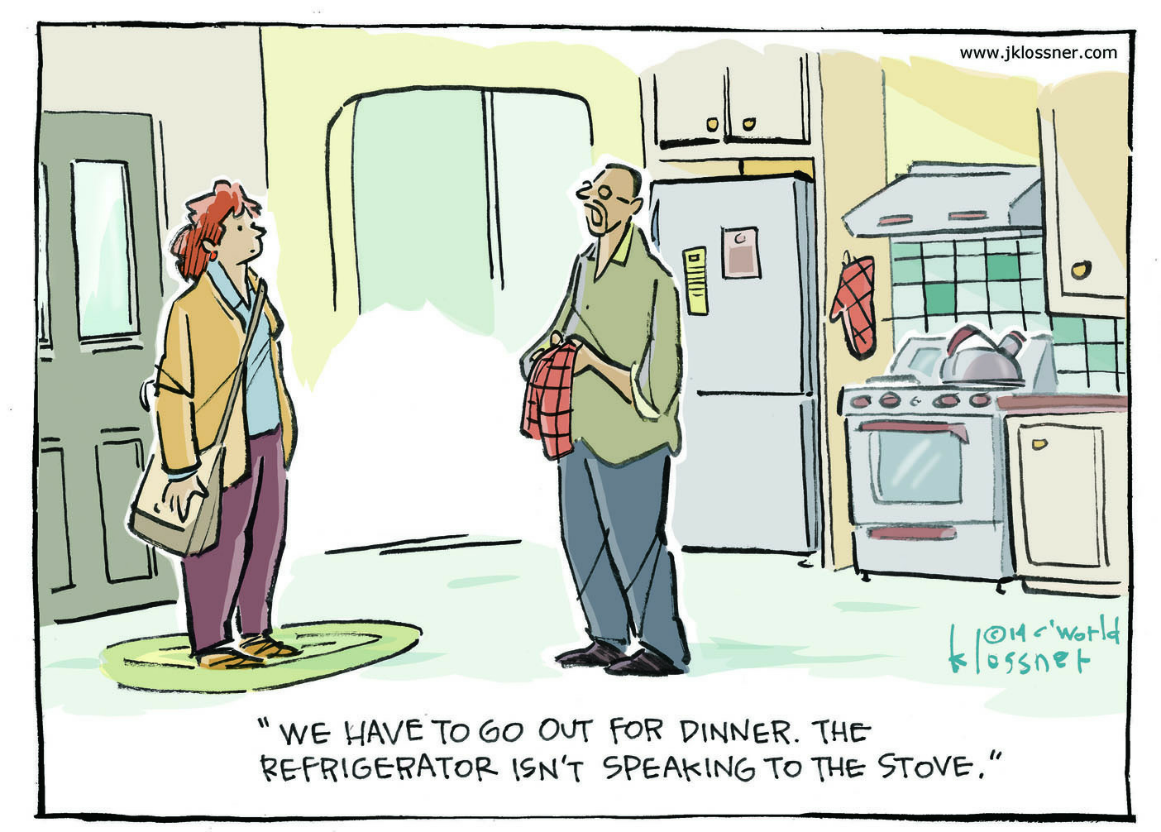 www.jklossner.com
©14 c'World
klossner
"WE HAVE TO GO OUT FOR DINNER. THE
REFRIGERATOR ISN'T SPEAKING TO THE STOVE."